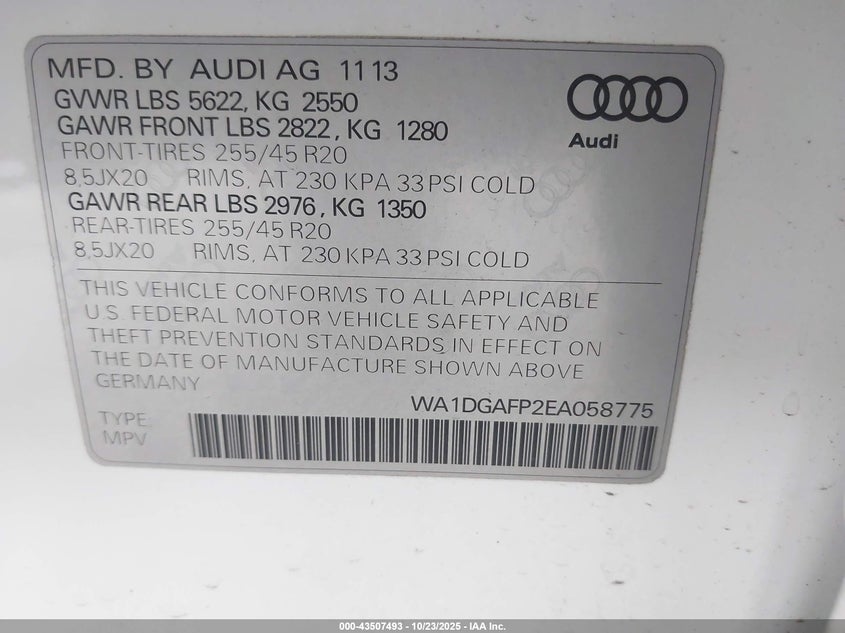 MFD. BY AUDI AG 11 13
GVWR LBS 5622, KG 2550
GAWR FRONT LBS 2822, KG 1280
FRONT-TIRES 255/45 R20
8,5JX20 RIMS, AT 230 KPA 33 PSI COLD
GAWR REAR LBS 2976, KG 1350
REAR-TIRES 255/45 R20
8,5JX20 RIMS, AT 230 KPA 33 PSI COLD
Audi
THIS VEHICLE CONFORMS TO ALL APPLICABLE
U.S. FEDERAL MOTOR VEHICLE SAFETY AND
THEFT PREVENTION STANDARDS IN EFFECT ON
THE DATE OF MANUFACTURE SHOWN ABOVE
GERMANY
WA1DGAFP2EA058775
TYPE
MPV
000-43507493 - 10/23/2025 - IAA Inc.